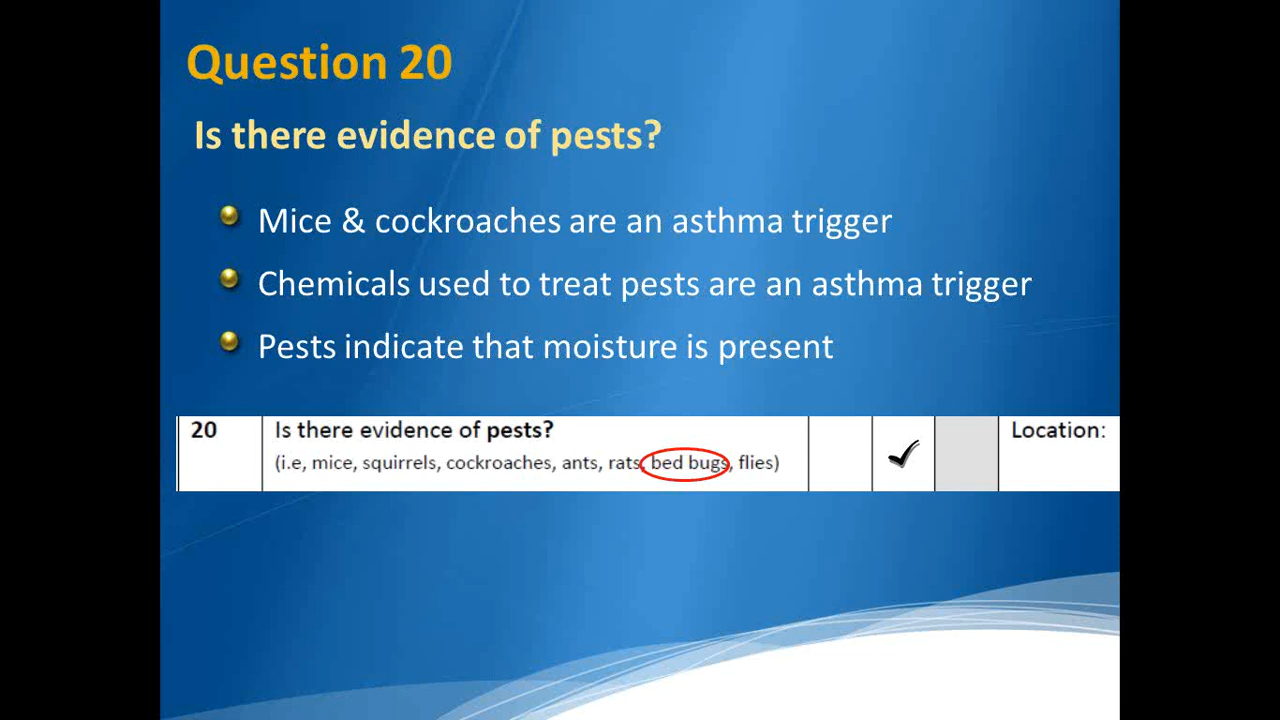 Question 20
Is there evidence of pests?
Mice & cockroaches are an asthma trigger
Chemicals used to treat pests are an asthma trigger
Pests indicate that moisture is present
20 Is there evidence of pests? Location:
(i.e, mice, squirrels, cockroaches, ants, rats, bed bugs, flies)